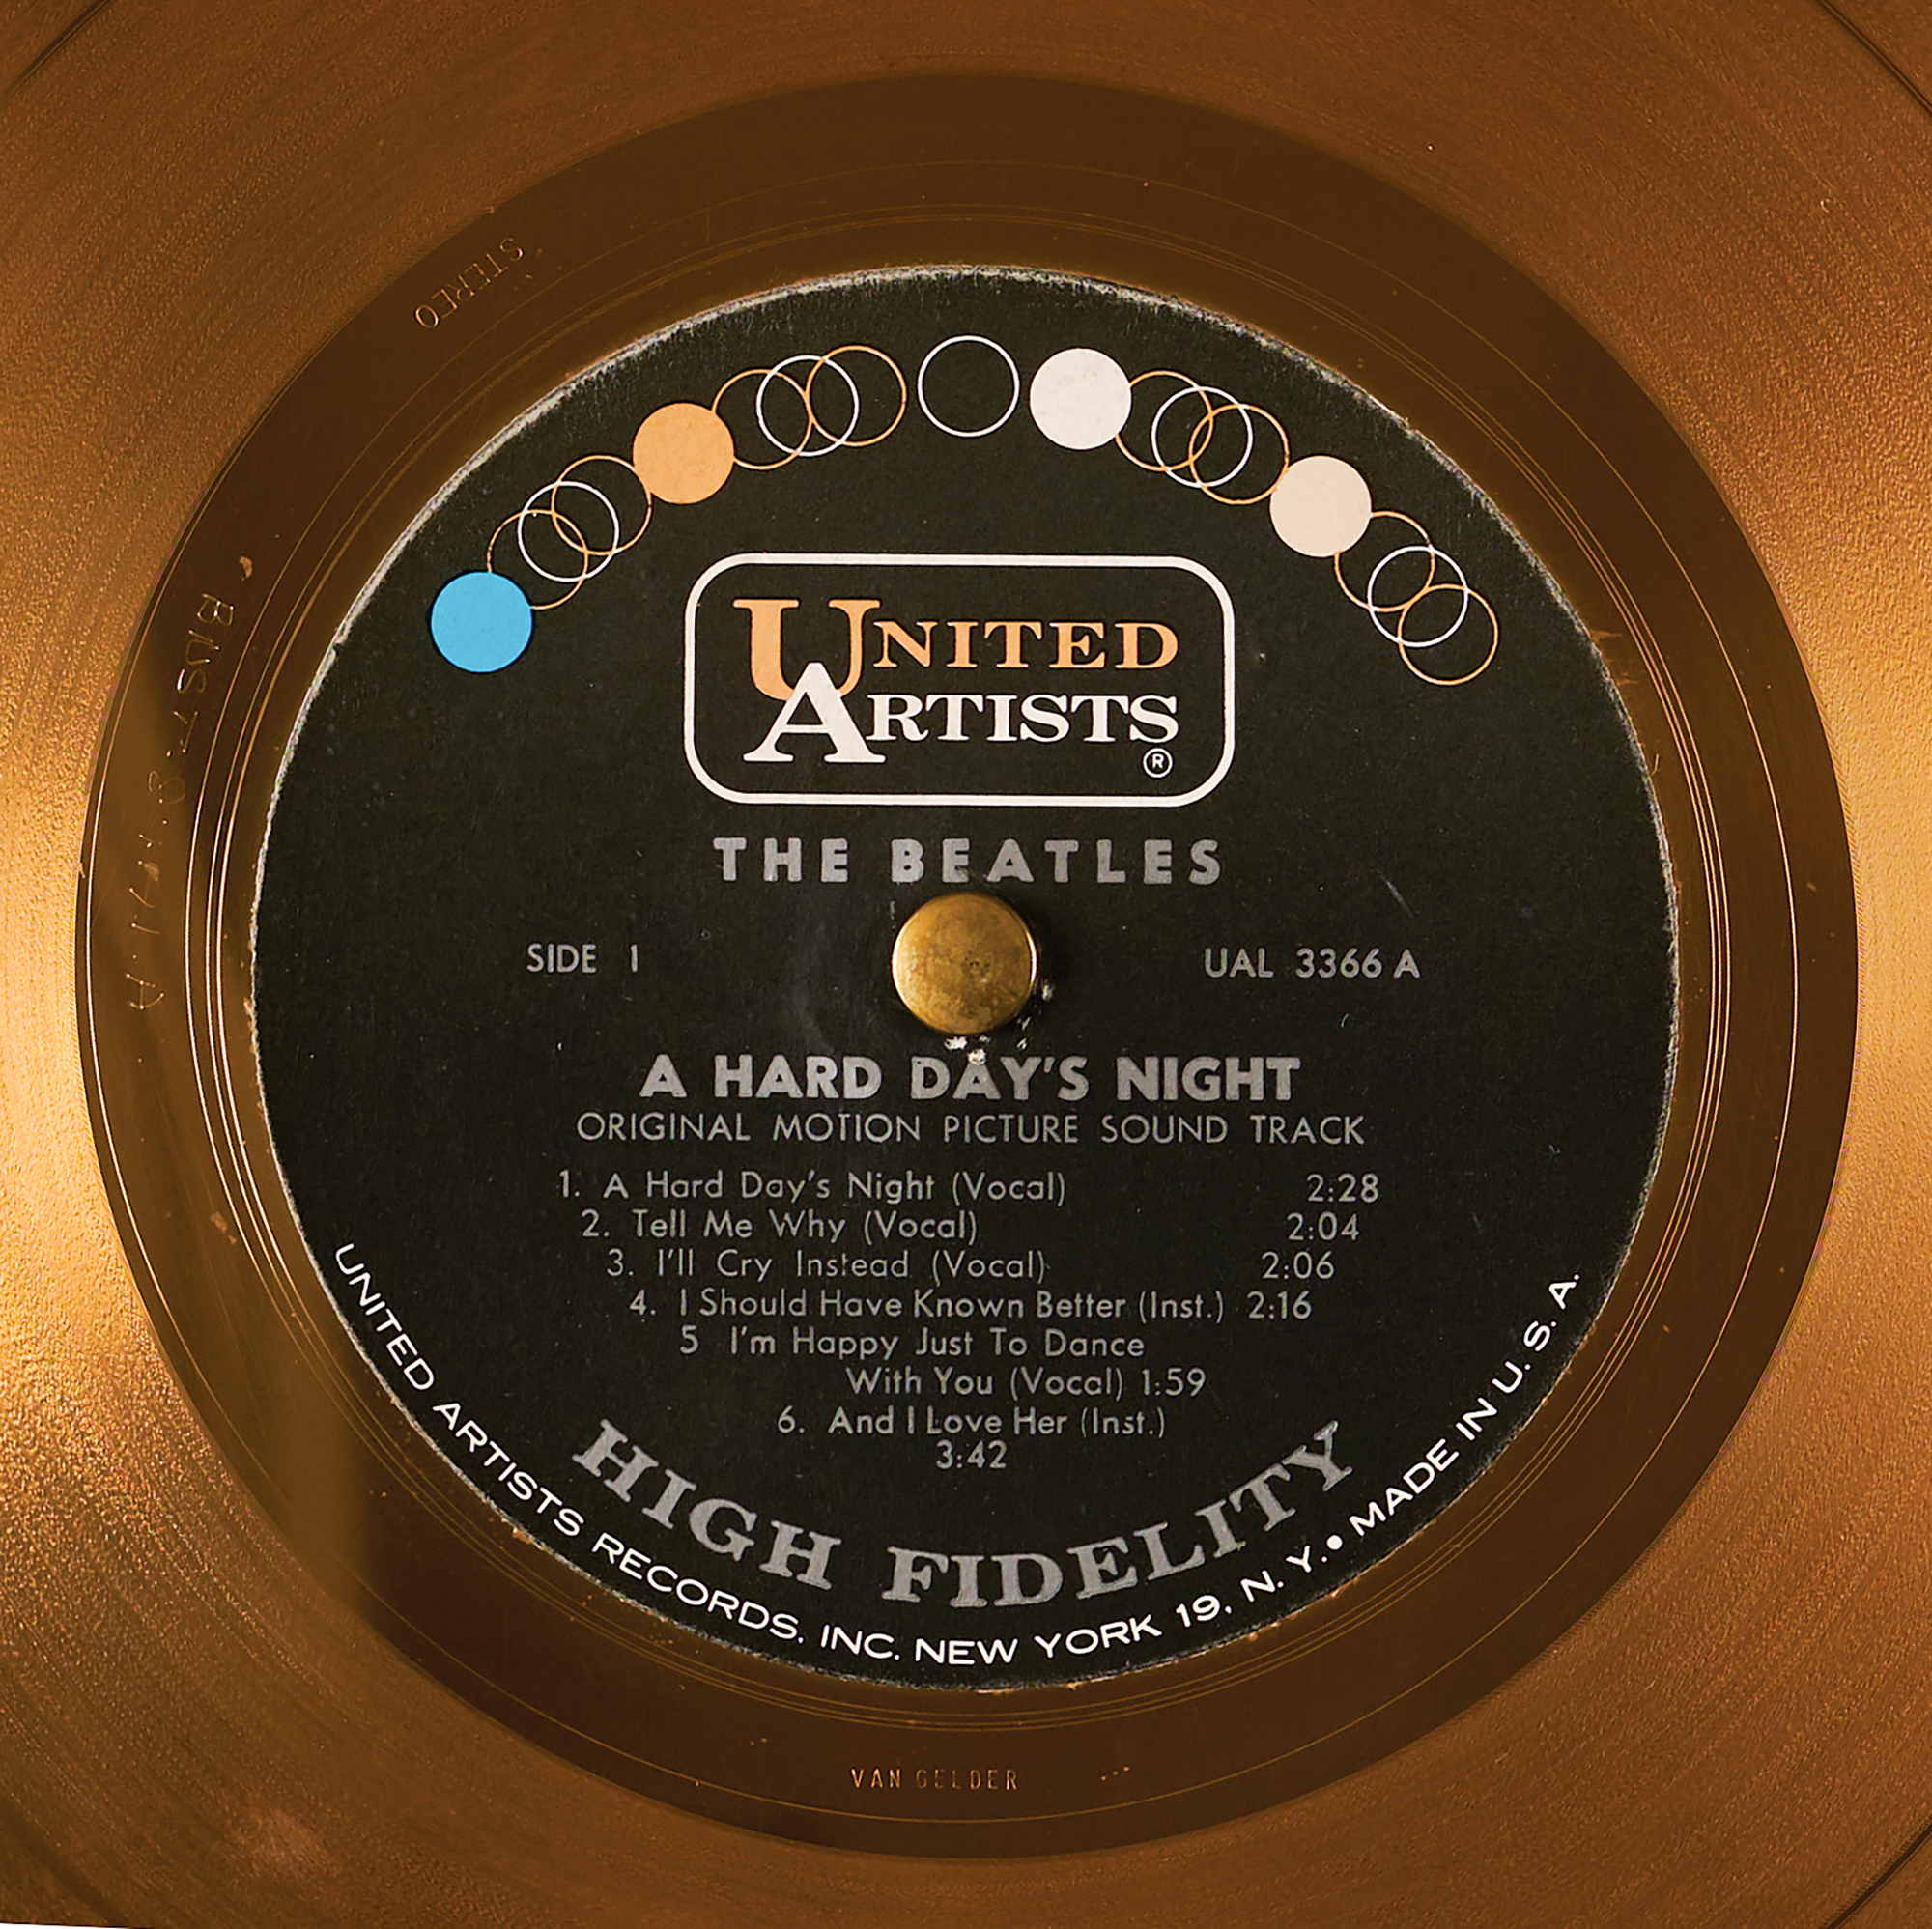 STEREO
UNITED
ARTISTS
®
THE BEATLES
SIDE 1
UAL 3366 A
A HARD DAY'S NIGHT
ORIGINAL MOTION PICTURE SOUND TRACK
1. A Hard Day's Night (Vocal) 2:28
2. Tell Me Why (Vocal) 2:04
3. I'll Cry Instead (Vocal) 2:06
4. I Should Have Known Better (Inst.) 2:16
5 I'm Happy Just To Dance
With You (Vocal) 1:59
6. And I Love Her (Inst.)
3:42
HIGH FIDELITY
UNITED ARTISTS RECORDS, INC. NEW YORK 19, N. Y. • MADE IN U. S. A.
VAN GELDER